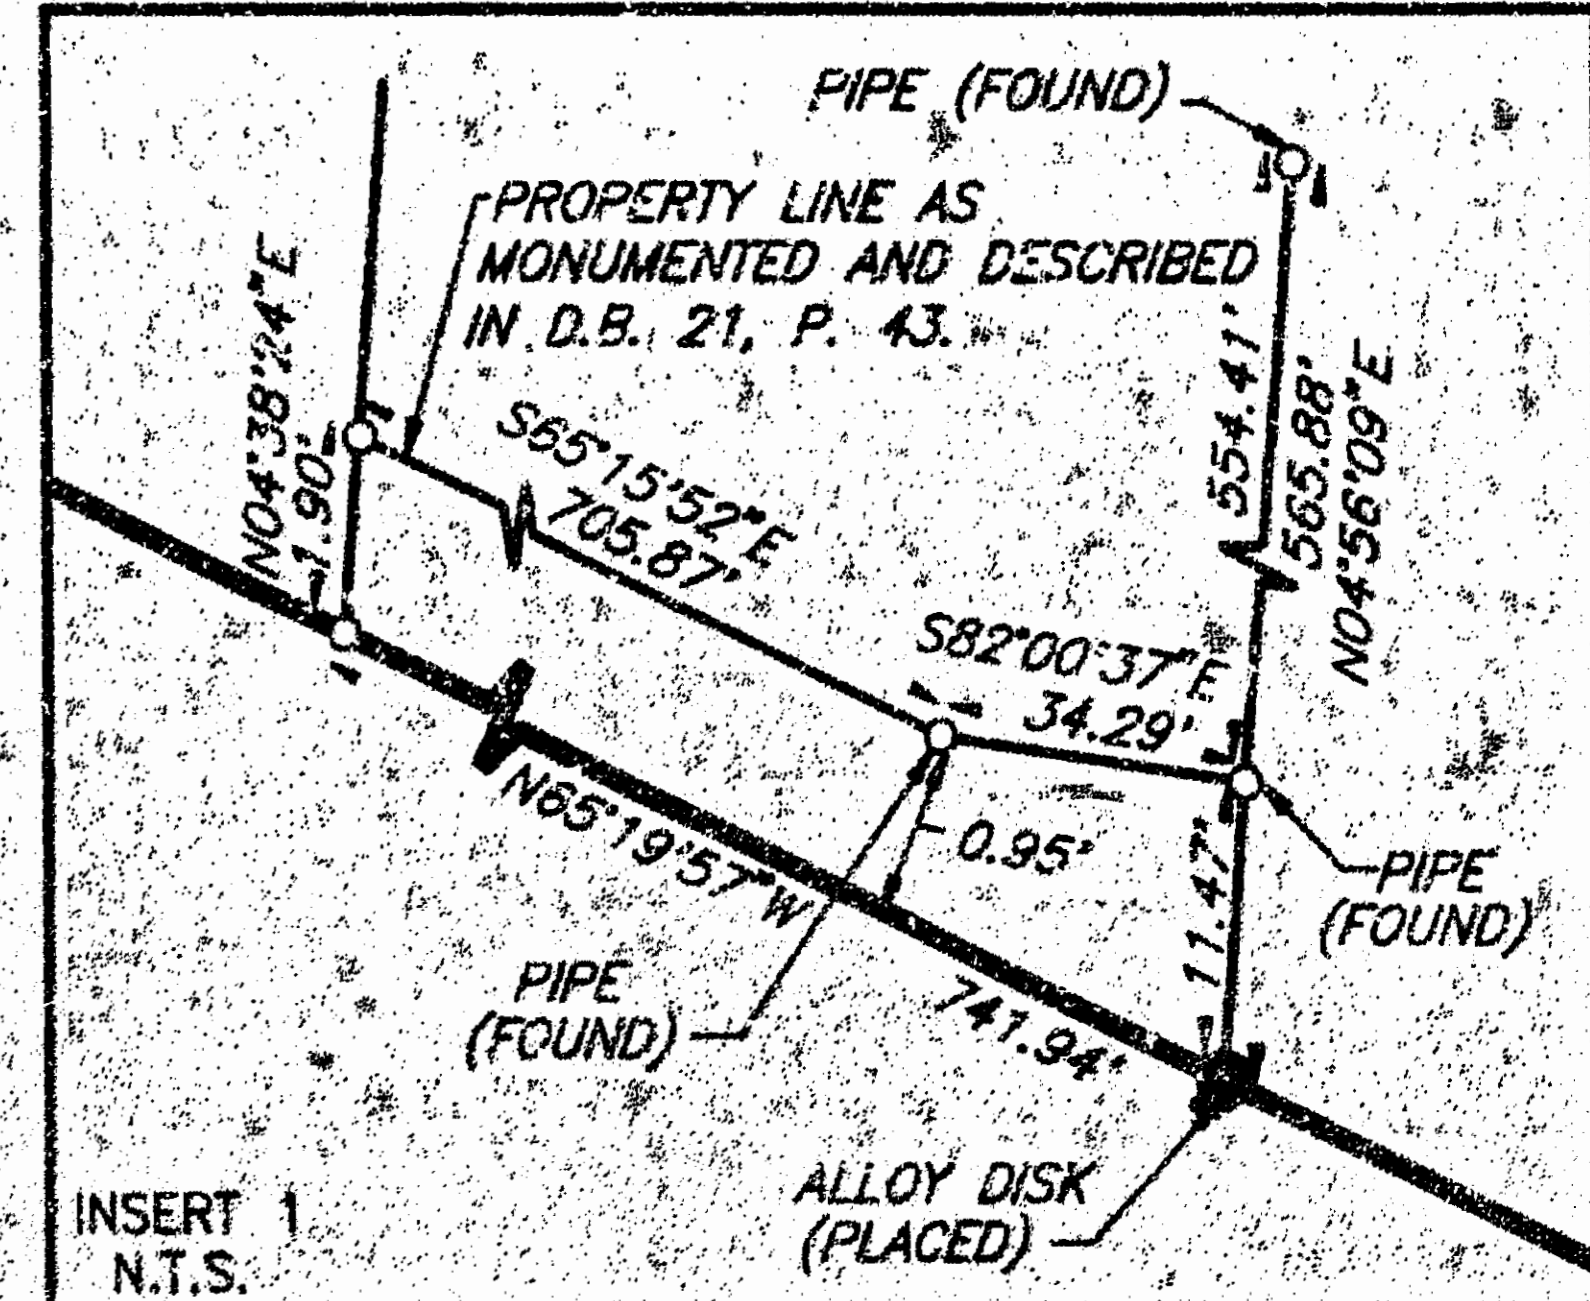 PIPE (FOUND)
PROPERTY LINE AS
MONUMENTED AND DESCRIBED
IN D.B. 21, P. 43.
N04°38'24"E
1.90'
S65°15'52"E
705.87'
554.41'
565.88'
N04°56'09"E
S82°00'37"E
34.29'
0.95'
11.47'
PIPE
(FOUND)
N65°19'57"W
741.94'
PIPE
(FOUND)
ALLOY DISK
(PLACED)
INSERT 1
N.T.S.